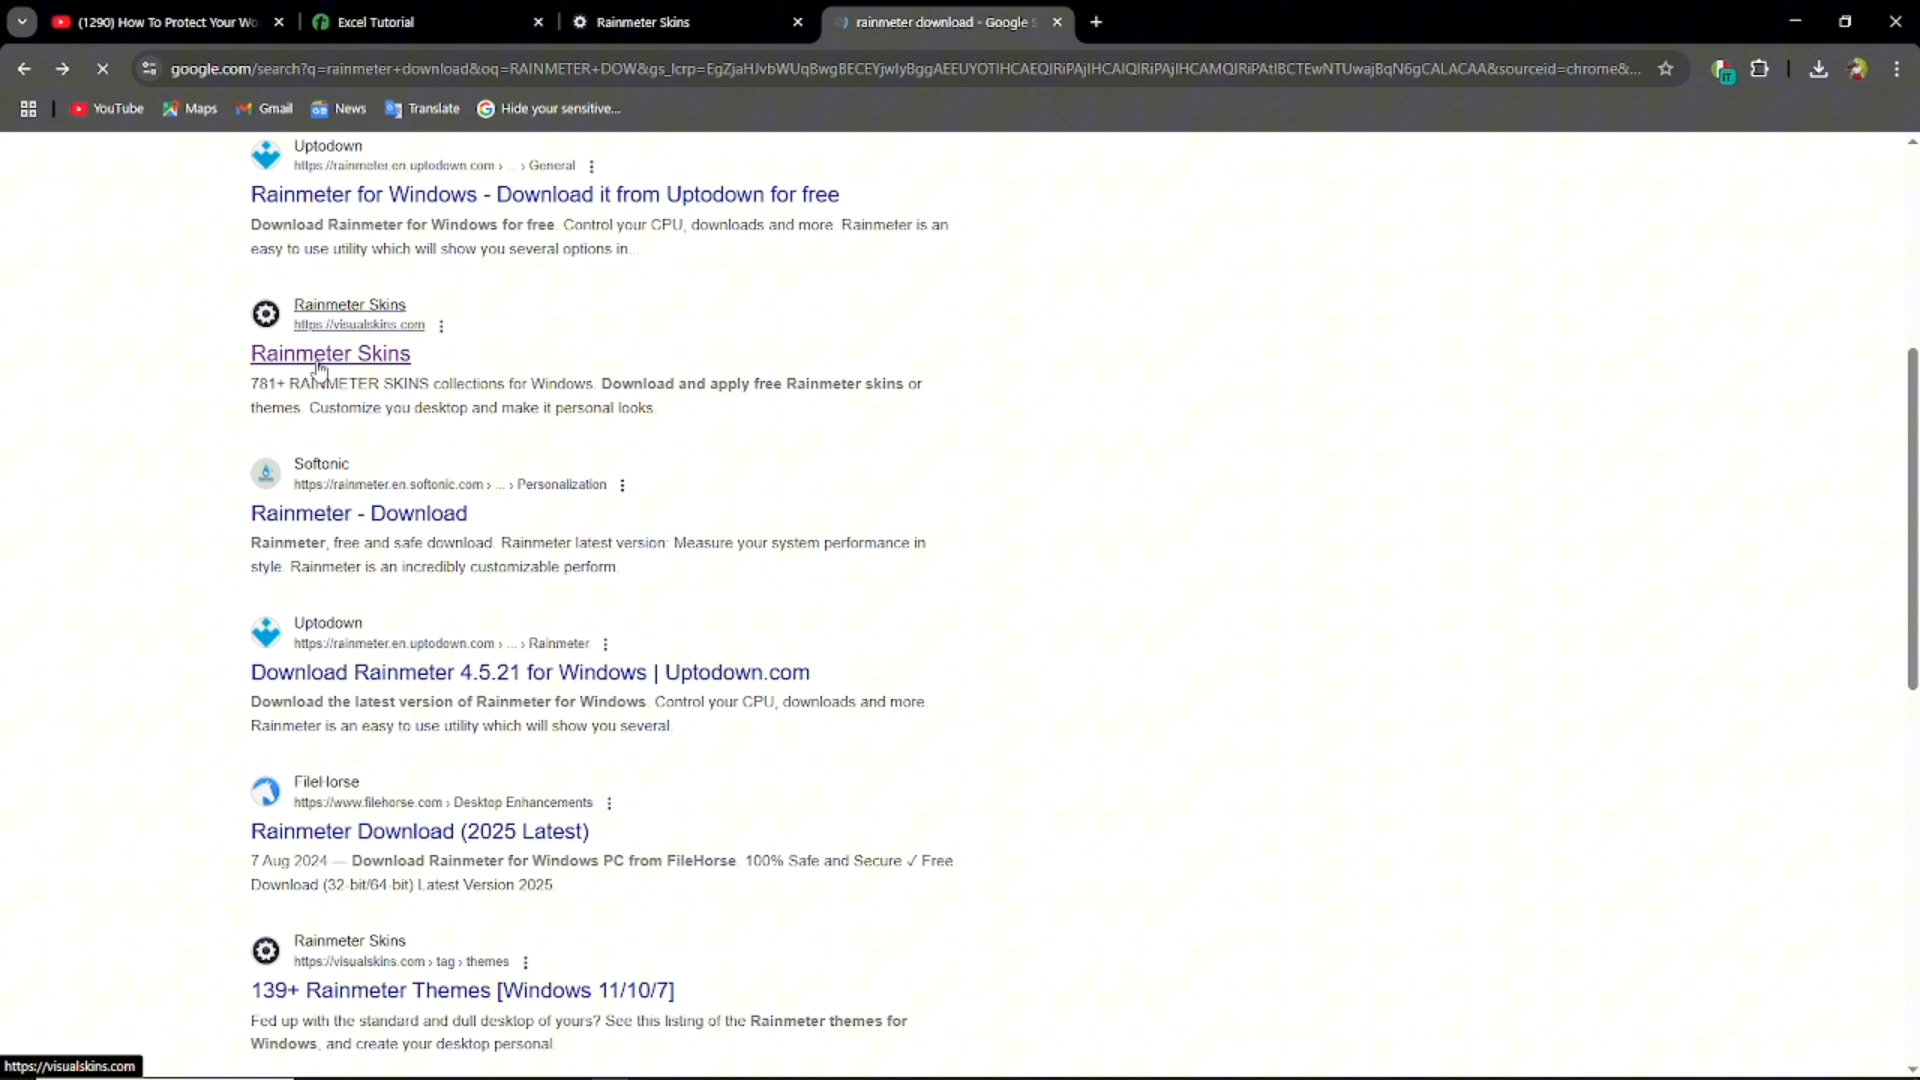 (1290) How To Protect Your Wo
Excel Tutorial
Rainmeter Skins
rainmeter download - Google S
google.com/search?q=rainmeter+download&oq=RAINMETER+DOW&gs_lcrp=
YouTube
Maps
Gmail
News
Translate
Hide your sensitive...
Uptodown
https://rainmeter.en.uptodown.com › ... › General
Rainmeter for Windows - Download it from Uptodown for free
Download Rainmeter for Windows for free. Control your CPU, downloads and more. Rainmeter is an
easy to use utility which will show you several options in...
Rainmeter Skins
https://visualskins.com
Rainmeter Skins
781+ RAINMETER SKINS collections for Windows. Download and apply free Rainmeter skins or
themes. Customize you desktop and make it personal looks.
Softonic
https://rainmeter.en.softonic.com › ... › Personalization
Rainmeter - Download
Rainmeter, free and safe download. Rainmeter latest version: Measure your system performance in
style. Rainmeter is an incredibly customizable perform.
Uptodown
https://rainmeter.en.uptodown.com › ... › Rainmeter
Download Rainmeter 4.5.21 for Windows | Uptodown.com
Download the latest version of Rainmeter for Windows. Control your CPU, downloads and more.
Rainmeter is an easy to use utility which will show you several.
FileHorse
https://www.filehorse.com › Desktop Enhancements
Rainmeter Download (2025 Latest)
7 Aug 2024 — Download Rainmeter for Windows PC from FileHorse. 100% Safe and Secure ✓ Free
Download (32-bit/64-bit) Latest Version 2025.
Rainmeter Skins
https://visualskins.com › tag › themes
139+ Rainmeter Themes [Windows 11/10/7]
Fed up with the standard and dull desktop of yours? See this listing of the Rainmeter themes for
Windows, and create your desktop personal.
https://visualskins.com